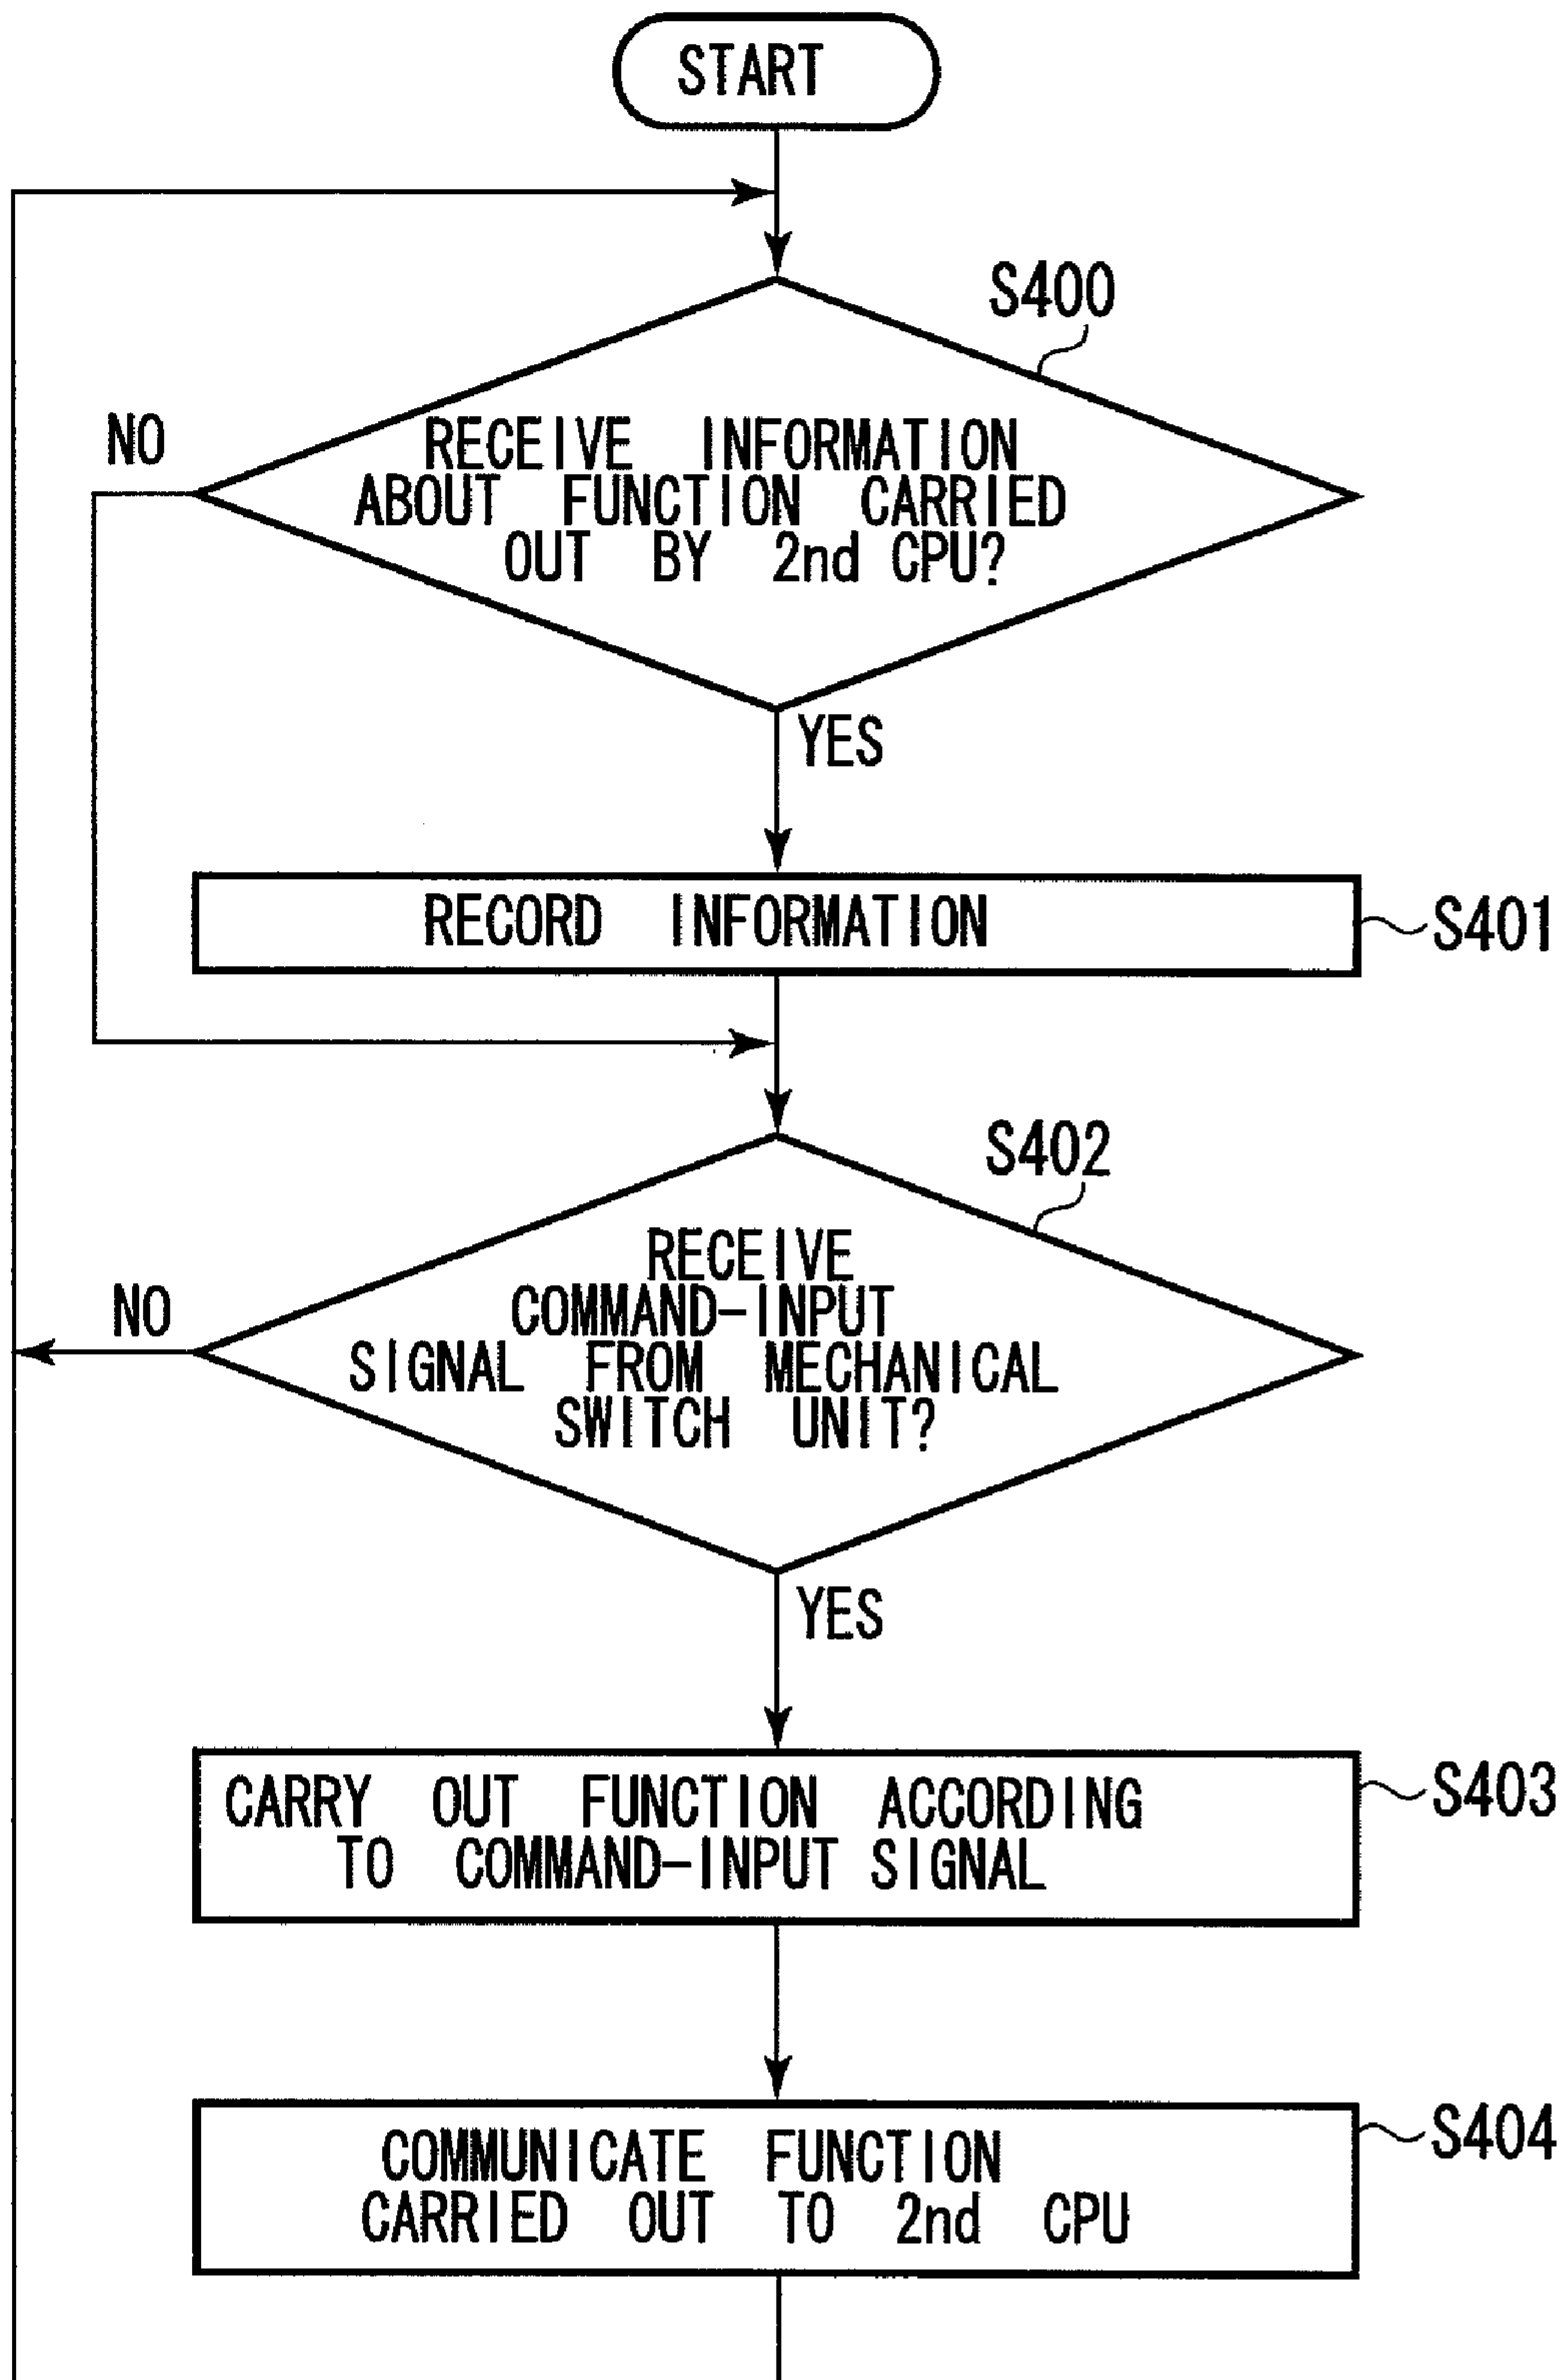 START
S400
NO
RECEIVE INFORMATION
ABOUT FUNCTION CARRIED
OUT BY 2nd CPU?
YES
RECORD INFORMATION
S401
S402
RECEIVE
COMMAND-INPUT
SIGNAL FROM MECHANICAL
SWITCH UNIT?
NO
YES
CARRY OUT FUNCTION ACCORDING
TO COMMAND-INPUT SIGNAL
S403
COMMUNICATE FUNCTION
CARRIED OUT TO 2nd CPU
S404